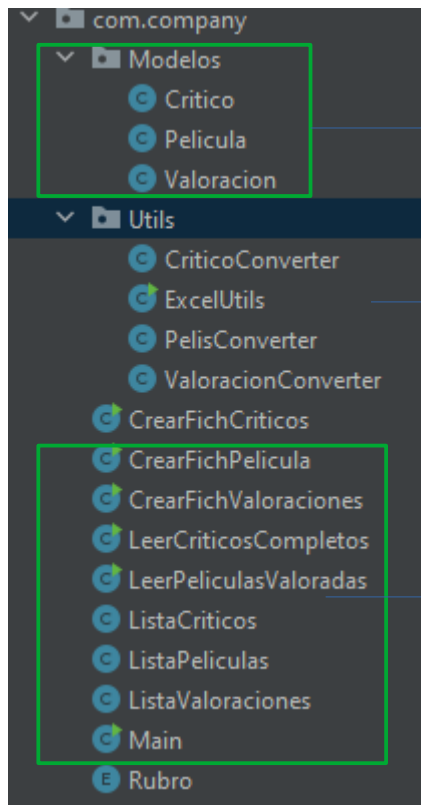 com.company
Modelos
C Critico
C Pelicula
C Valoracion
Utils
C CriticoConverter
C ExcelUtils
C PelisConverter
C ValoracionConverter
C CrearFichCriticos
C CrearFichPelicula
C CrearFichValoraciones
C LeerCriticosCompletos
C LeerPeliculasValoradas
C ListaCriticos
C ListaPeliculas
C ListaValoraciones
C Main
E Rubro